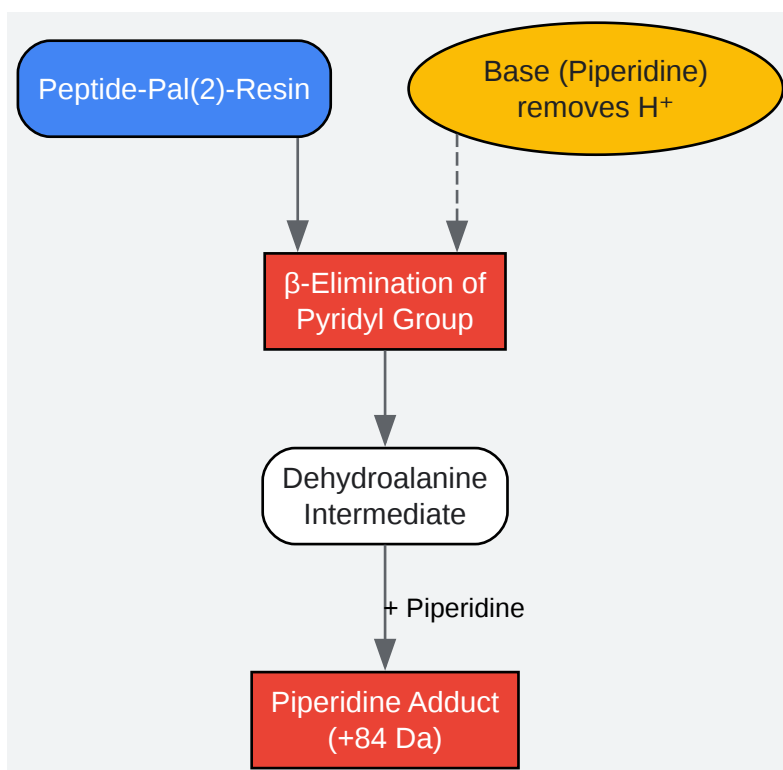 Peptide-Pal(2)-Resin
Base (Piperidine)
removes H⁺
β-Elimination of
Pyridyl Group
Dehydroalanine
Intermediate
+ Piperidine
Piperidine Adduct
(+84 Da)